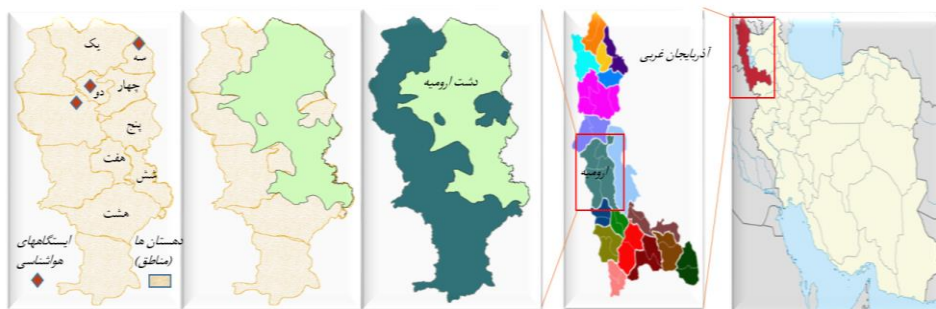 یک
سه
چهار
دو
پنج
هفت
شش
هشت
ایستگاههای
هواشناسی
دهستان ها
(مناطق)
دشت ارومیه
آذربایجان غربی
ارومیه